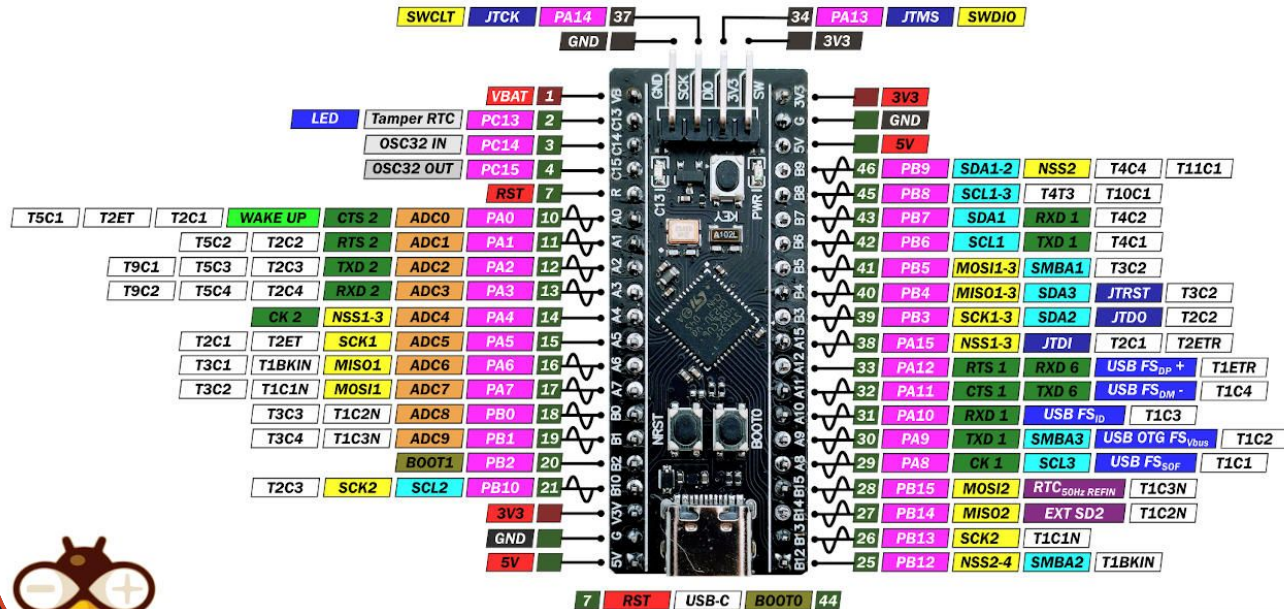 SWCLT JTCK PA14 37
34 PA13 JTMS SWDIO
GND
3V3
VBAT 1
LED Tamper RTC PC13 2
OSC32 IN PC14 3
OSC32 OUT PC15 4
RST 7
T5C1 T2ET T2C1 WAKE UP CTS 2 ADC0 PA0 10
T5C2 T2C2 RTS 2 ADC1 PA1 11
T9C1 T5C3 T2C3 TXD 2 ADC2 PA2 12
T9C2 T5C4 T2C4 RXD 2 ADC3 PA3 13
CK 2 NSS1-3 ADC4 PA4 14
T2C1 T2ET SCK1 ADC5 PA5 15
T3C1 T1BKIN MISO1 ADC6 PA6 16
T3C2 T1C1N MOSI1 ADC7 PA7 17
T3C3 T1C2N ADC8 PB0 18
T3C4 T1C3N ADC9 PB1 19
BOOT1 PB2 20
T2C3 SCK2 SCL2 PB10 21
3V3
GND
5V
VB
C13
C14
C15
R
A0
A1
A2
A3
A4
A5
A6
A7
B0
B1
B2
B10
V3V
G
5V
GND
SCK
DIO
3V3
SW
C13
KEY
PWR
A102L
NRST
BOOT0
3V3
G
5V
B9
B8
B7
B6
B5
B4
B3
A15
A12
A11
A10
A9
A8
B15
B14
B13
B12
3V3
GND
5V
46 PB9 SDA1-2 NSS2 T4C4 T11C1
45 PB8 SCL1-3 T4T3 T10C1
43 PB7 SDA1 RXD 1 T4C2
42 PB6 SCL1 TXD 1 T4C1
41 PB5 MOSI1-3 SMBA1 T3C2
40 PB4 MISO1-3 SDA3 JTRST T3C2
39 PB3 SCK1-3 SDA2 JTDO T2C2
38 PA15 NSS1-3 JTDI T2C1 T2ETR
33 PA12 RTS 1 RXD 6 USB FSDP + T1ETR
32 PA11 CTS 1 TXD 6 USB FSDM - T1C4
31 PA10 RXD 1 USB FSID T1C3
30 PA9 TXD 1 SMBA3 USB OTG FSVbus T1C2
29 PA8 CK 1 SCL3 USB FSSOF T1C1
28 PB15 MOSI2 RTC50Hz REFIN T1C3N
27 PB14 MISO2 EXT SD2 T1C2N
26 PB13 SCK2 T1C1N
25 PB12 NSS2-4 SMBA2 T1BKIN
7 RST USB-C BOOT0 44